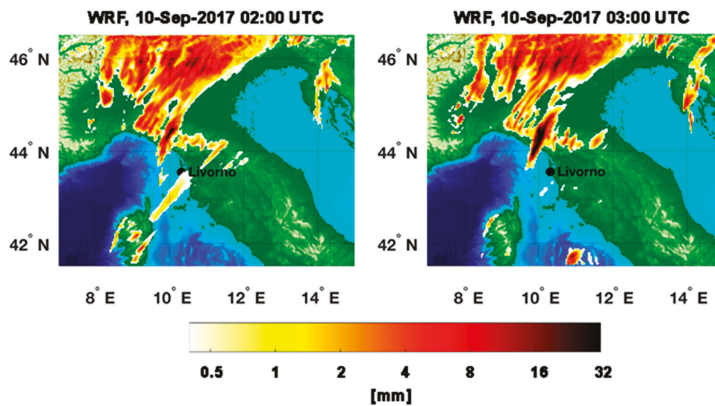 WRF, 10-Sep-2017 02:00 UTC
WRF, 10-Sep-2017 03:00 UTC
46° N
44° N
42° N
Livorno
8° E
10° E
12° E
14° E
46° N
44° N
42° N
Livorno
8° E
10° E
12° E
14° E
0.5 1 2 4 8 16 32
[mm]